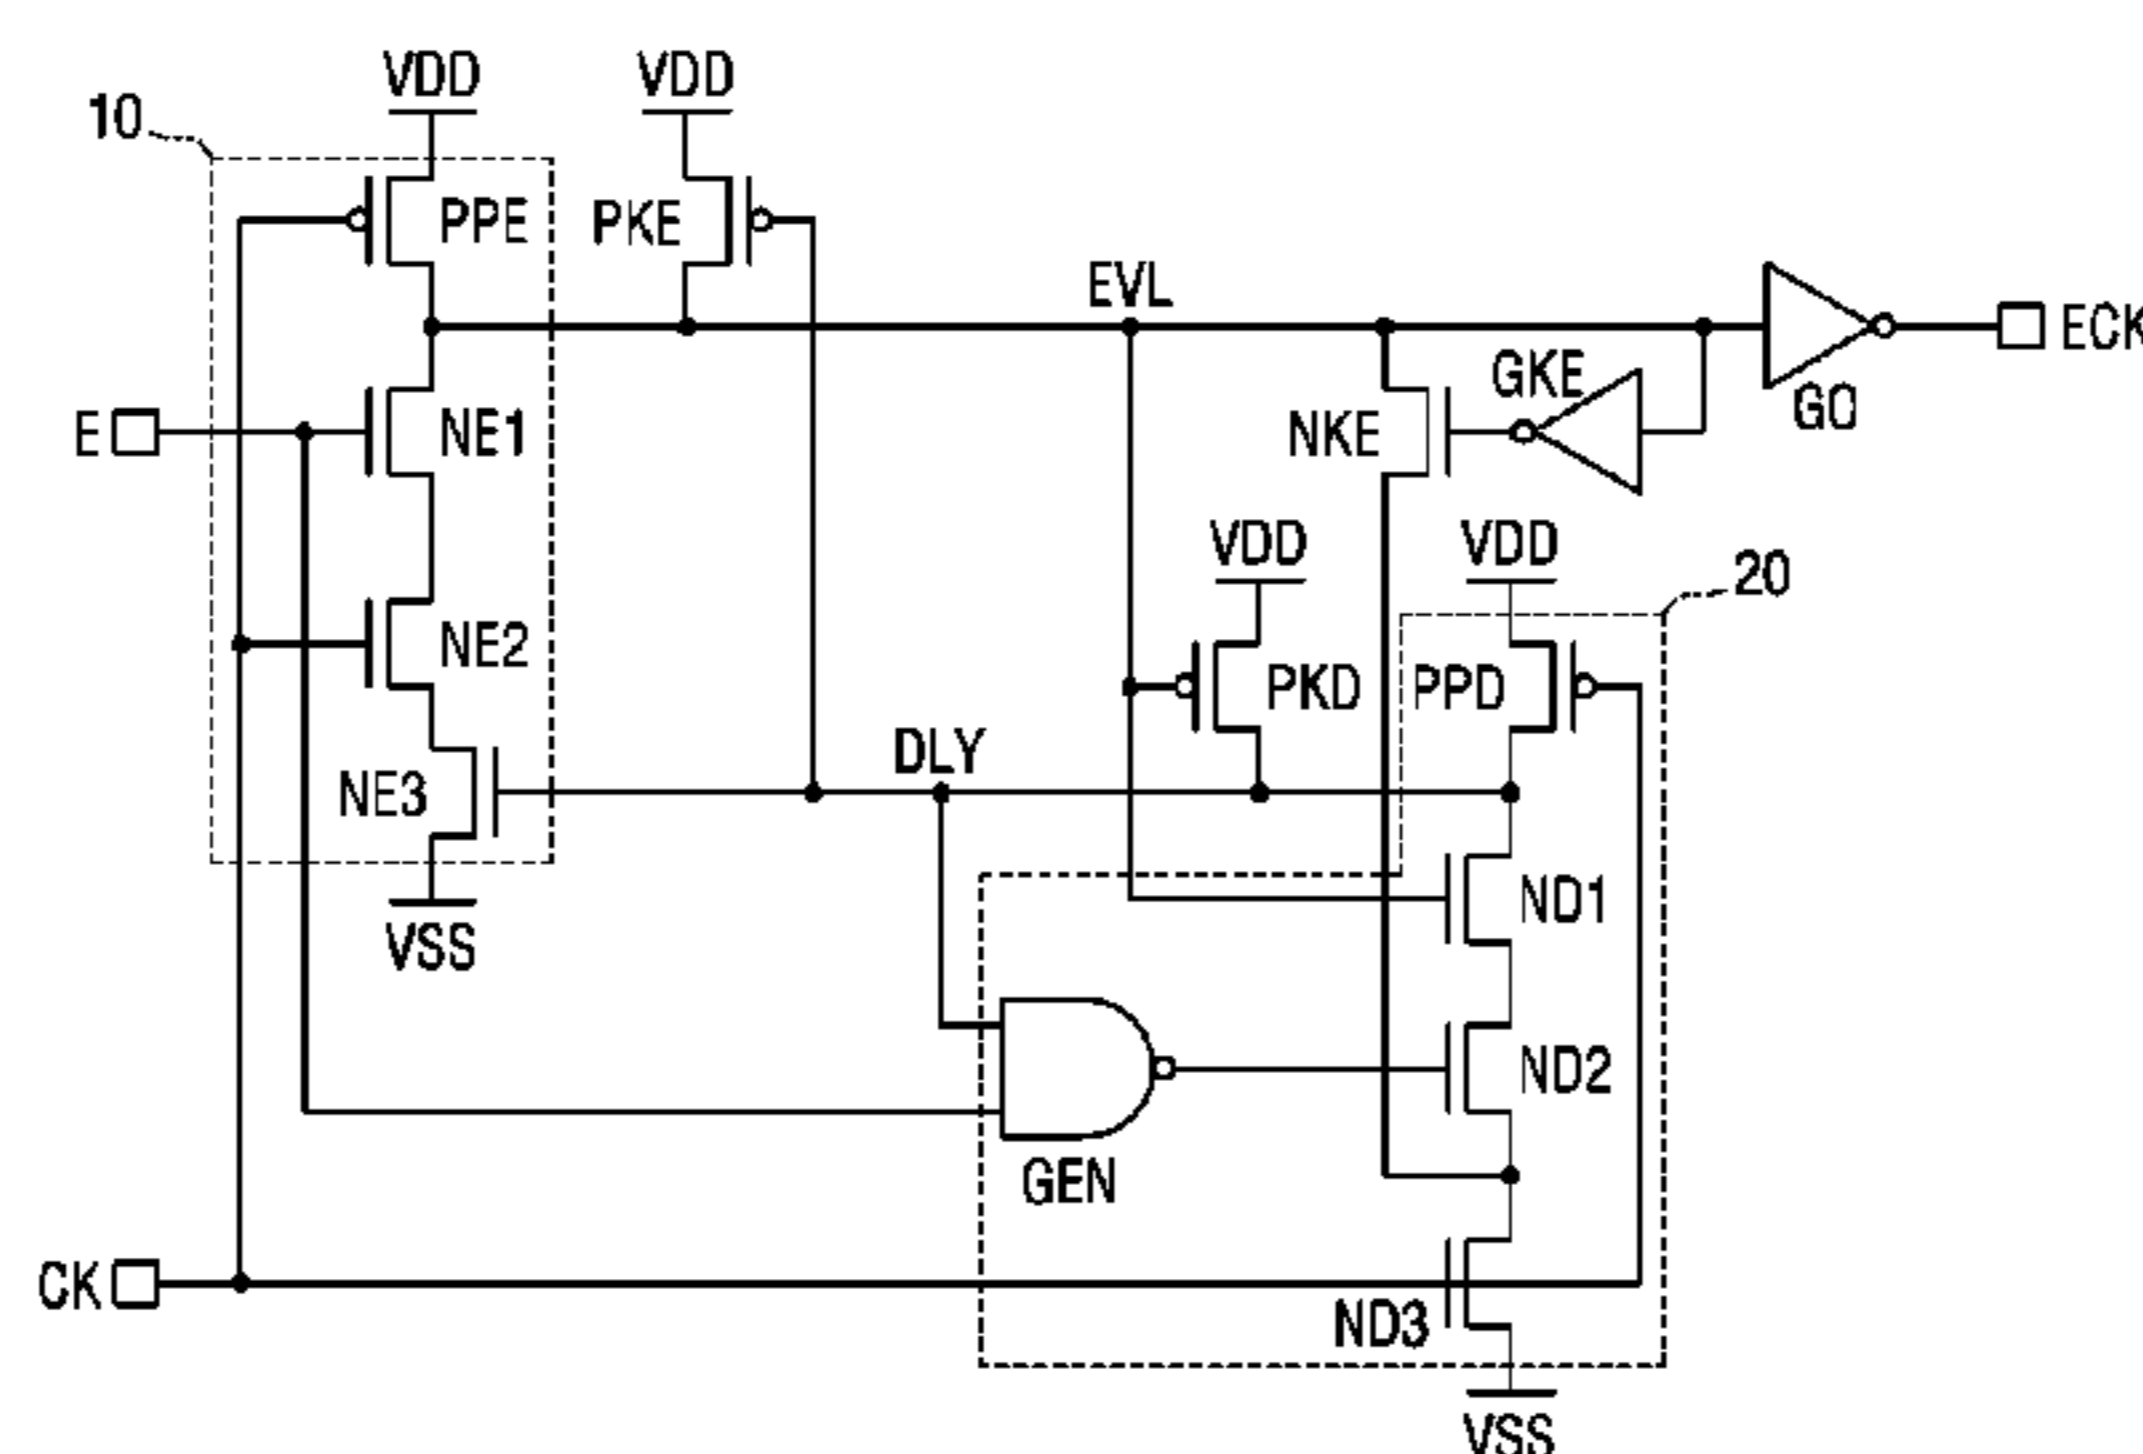 VDD
VDD
10
PPE
PKE
EVL
ECK
GKE
GO
E
NE1
NKE
VDD
VDD
20
NE2
PKD
PPD
DLY
NE3
ND1
VSS
ND2
GEN
CK
ND3
VSS